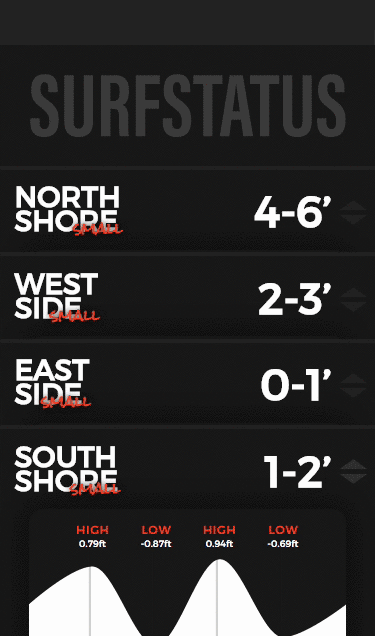 SURFSTATUS
NORTH
SHORE
SMALL
4-6’
WEST
SIDE
SMALL
2-3’
EAST
SIDE
SMALL
0-1’
SOUTH
SHORE
SMALL
1-2’
HIGH LOW HIGH LOW
0.79ft -0.87ft 0.94ft -0.69ft